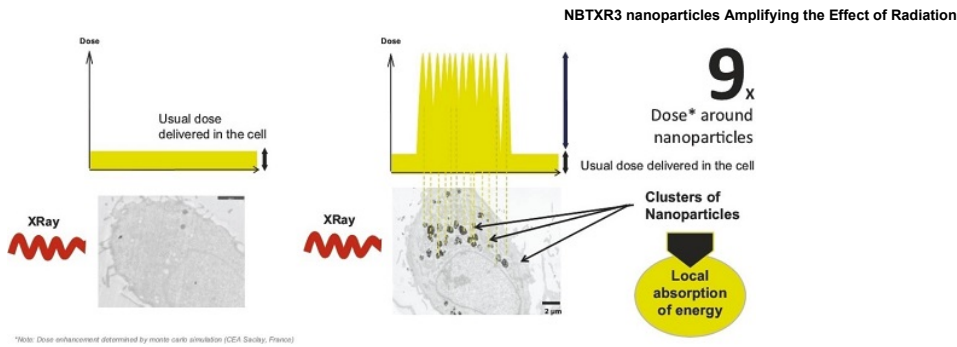 NBTXR3 nanoparticles Amplifying the Effect of Radiation
Dose
Usual dose
delivered in the cell
XRay
Dose
9x
Dose* around
nanoparticles
Usual dose delivered in the cell
XRay
Clusters of
Nanoparticles
Local
absorption
of energy
2 µm
*Note: Dose enhancement determined by monte carlo simulation (CEA Saclay, France)